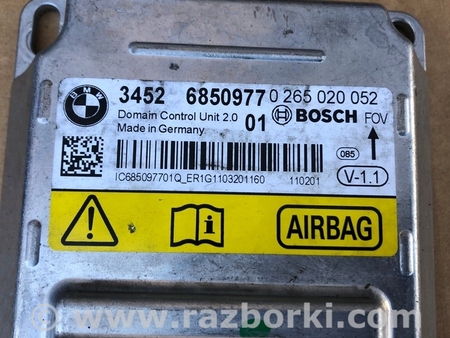 BMW
3452 6850977 0 265 020 052
Domain Control Unit 2.0 01 BOSCH FOV
Made in Germany
085
V-1.1
IC685097701Q_ER1G1103201160 110201
AIRBAG
www.razborki.com